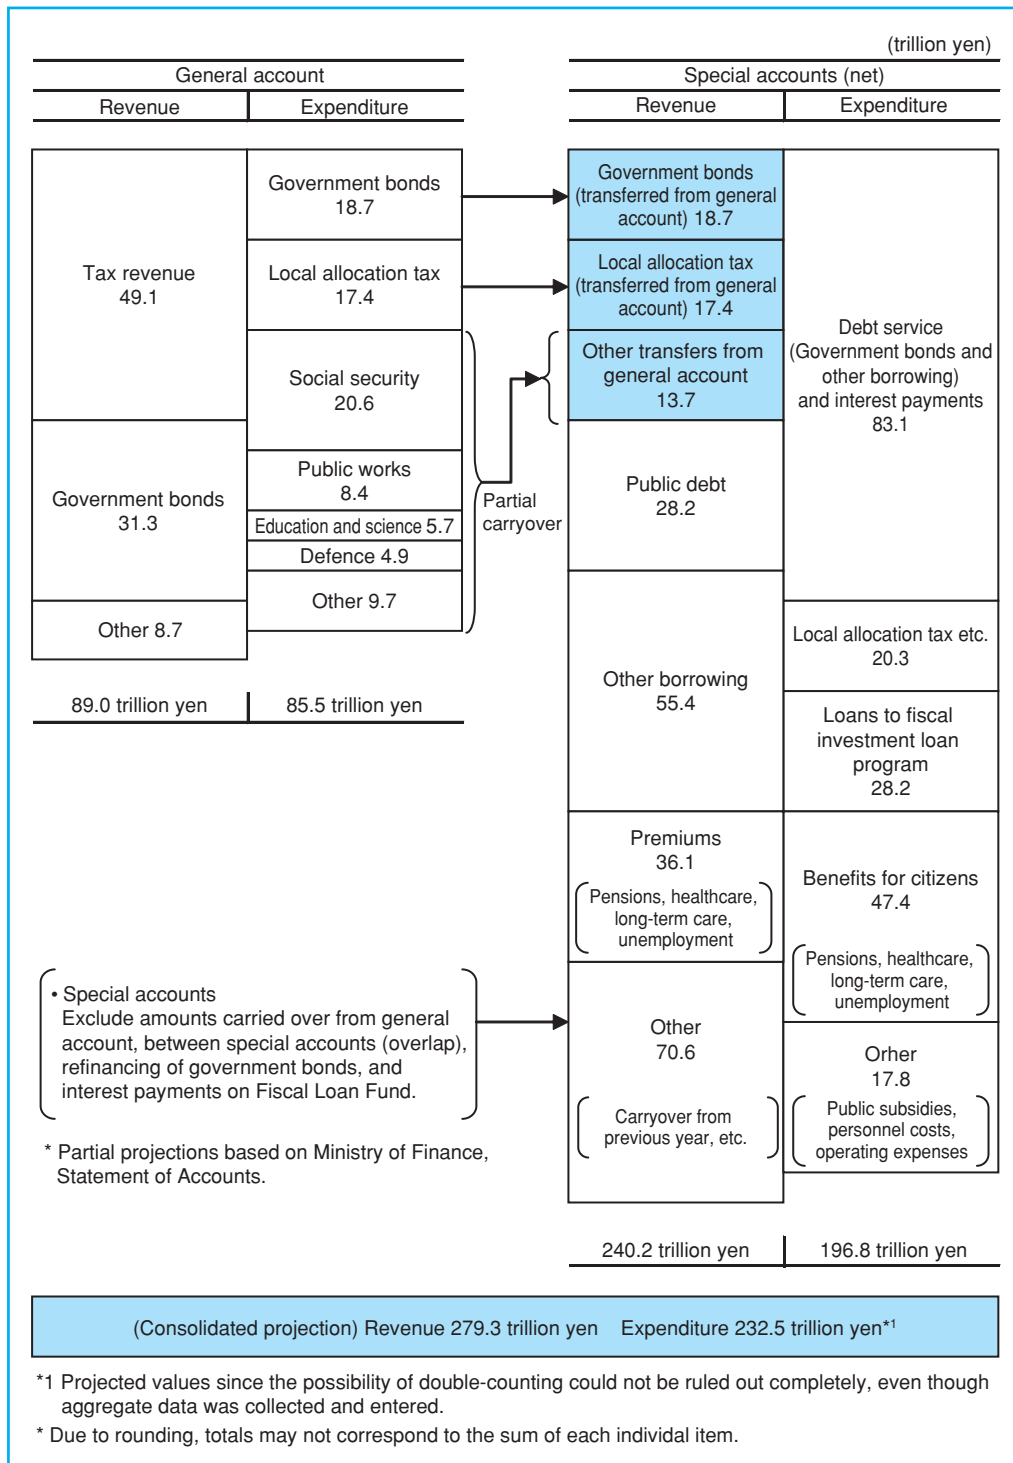 (trillion yen)
General account
Special accounts (net)
Revenue
Expenditure
Revenue
Expenditure
Tax revenue
49.1
Government bonds
31.3
Other 8.7
89.0 trillion yen
Government bonds
18.7
Local allocation tax
17.4
Social security
20.6
Public works
8.4
Education and science 5.7
Defence 4.9
Other 9.7
85.5 trillion yen
Partial
carryover
Government bonds
(transferred from general
account) 18.7
Local allocation tax
(transferred from general
account) 17.4
Other transfers from
general account
13.7
Public debt
28.2
Other borrowing
55.4
Premiums
36.1
Pensions, healthcare,
long-term care,
unemployment
Other
70.6
Carryover from
previous year, etc.
240.2 trillion yen
Debt service
(Government bonds and
other borrowing)
and interest payments
83.1
Local allocation tax etc.
20.3
Loans to fiscal
investment loan
program
28.2
Benefits for citizens
47.4
Pensions, healthcare,
long-term care,
unemployment
Orher
17.8
Public subsidies,
personnel costs,
operating expenses
196.8 trillion yen
• Special accounts
Exclude amounts carried over from general
account, between special accounts (overlap),
refinancing of government bonds, and
interest payments on Fiscal Loan Fund.
* Partial projections based on Ministry of Finance,
Statement of Accounts.
(Consolidated projection) Revenue 279.3 trillion yen Expenditure 232.5 trillion yen*1
*1 Projected values since the possibility of double-counting could not be ruled out completely, even though
aggregate data was collected and entered.
* Due to rounding, totals may not correspond to the sum of each individal item.